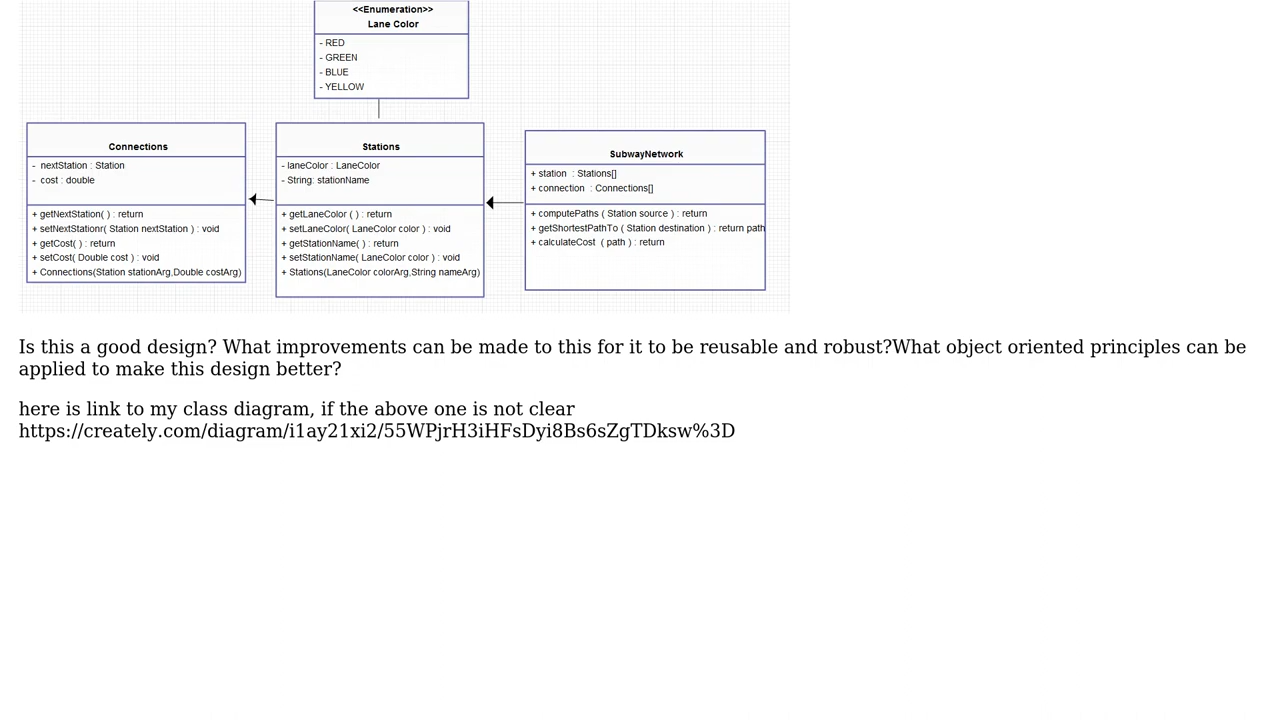 <<Enumeration>>
Lane Color
- RED
- GREEN
- BLUE
- YELLOW
Connections
- nextStation : Station
- cost : double
+ getNextStation( ) : return
+ setNextStationr( Station nextStation ) : void
+ getCost( ) : return
+ setCost( Double cost ) : void
+ Connections(Station stationArg,Double costArg)
Stations
- laneColor : LaneColor
- String: stationName
+ getLaneColor ( ) : return
+ setLaneColor( LaneColor color ) : void
+ getStationName( ) : return
+ setStationName( LaneColor color ) : void
+ Stations(LaneColor colorArg,String nameArg)
SubwayNetwork
+ station : Stations[]
+ connection : Connections[]
+ computePaths ( Station source ) : return
+ getShortestPathTo ( Station destination ) : return path
+ calculateCost ( path ) : return
Is this a good design? What improvements can be made to this for it to be reusable and robust?What object oriented principles can be
applied to make this design better?
here is link to my class diagram, if the above one is not clear
https://creately.com/diagram/i1ay21xi2/55WPjrH3iHFsDyi8Bs6sZgTDksw%3D